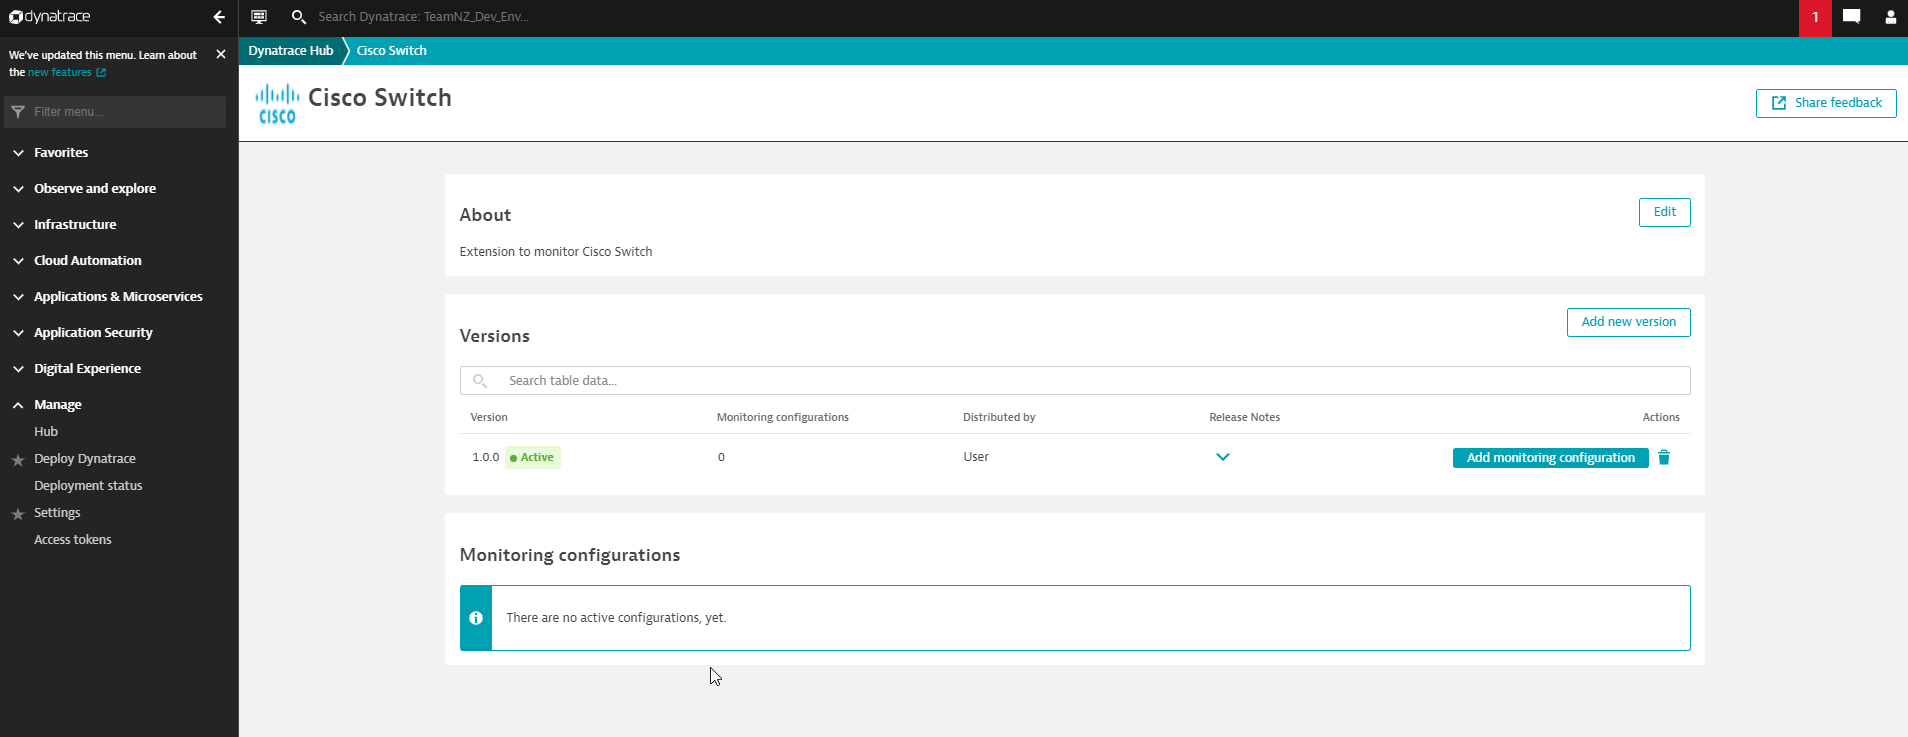 dynatrace
Search Dynatrace: TeamNZ_Dev_Env...
1
We've updated this menu. Learn about
the new features
Filter menu...
Favorites
Observe and explore
Infrastructure
Cloud Automation
Applications & Microservices
Application Security
Digital Experience
Manage
Hub
Deploy Dynatrace
Deployment status
Settings
Access tokens
Dynatrace Hub
Cisco Switch
CISCO
Cisco Switch
Share feedback
About
Edit
Extension to monitor Cisco Switch
Versions
Add new version
Search table data...
Version Monitoring configurations Distributed by Release Notes Actions
1.0.0 Active 0 User Add monitoring configuration
Monitoring configurations
There are no active configurations, yet.